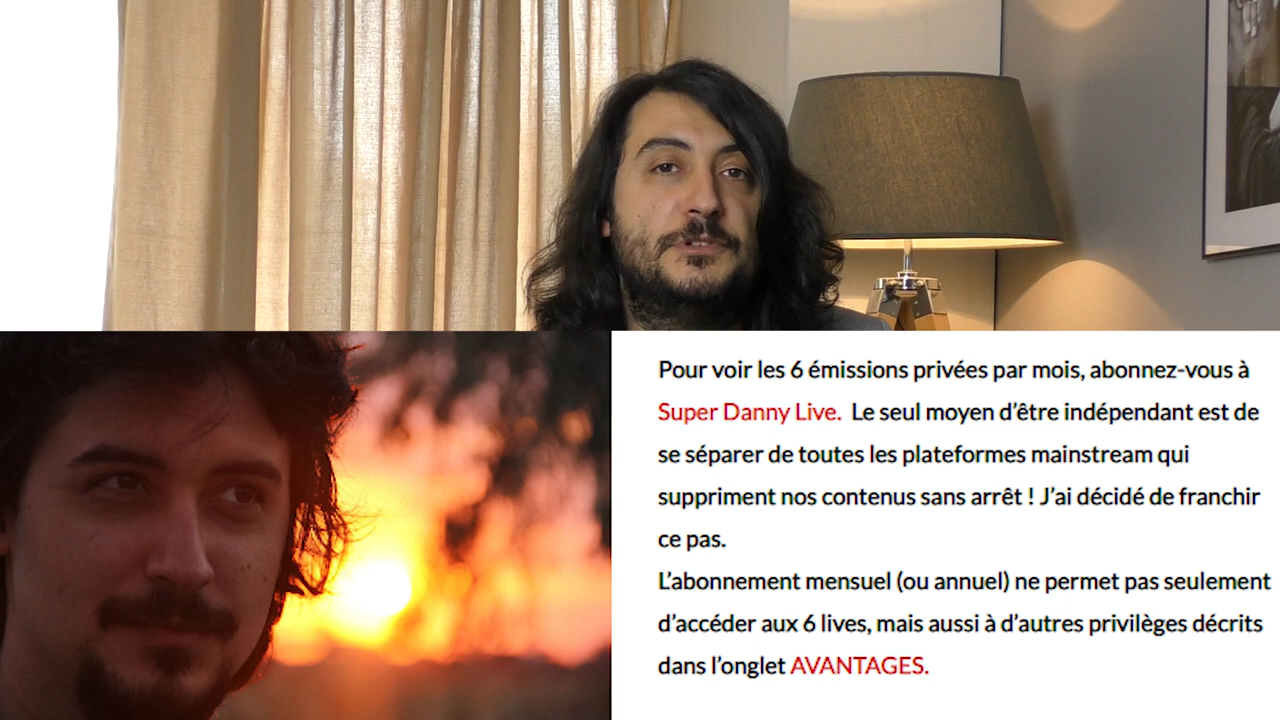 Pour voir les 6 émissions privées par mois, abonnez-vous à
Super Danny Live. Le seul moyen d’être indépendant est de
se séparer de toutes les plateformes mainstream qui
suppriment nos contenus sans arrêt ! J’ai décidé de franchir
ce pas.
L’abonnement mensuel (ou annuel) ne permet pas seulement
d’accéder aux 6 lives, mais aussi à d’autres privilèges décrits
dans l’onglet AVANTAGES.